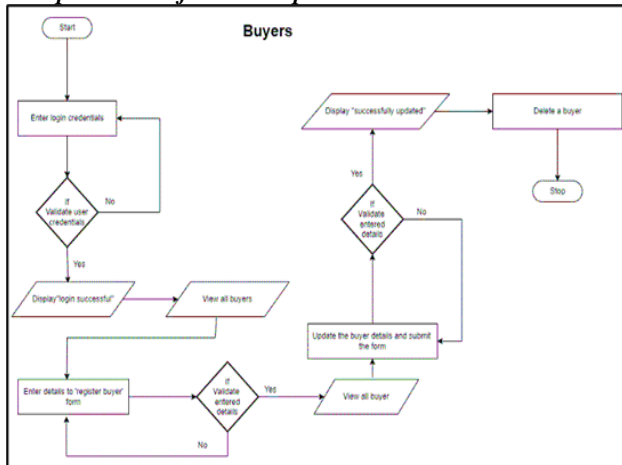 Buyers
Start
Enter login credentials
If
Validate user
credentials
No
Yes
Display"login successful"
View all buyers
Enter details to 'register buyer'
form
If
Validate
entered
details
No
Yes
View all buyer
Update the buyer details and submit
the form
If
Validate
entered
details
No
Yes
Display "successfully updated"
Delete a buyer
Stop